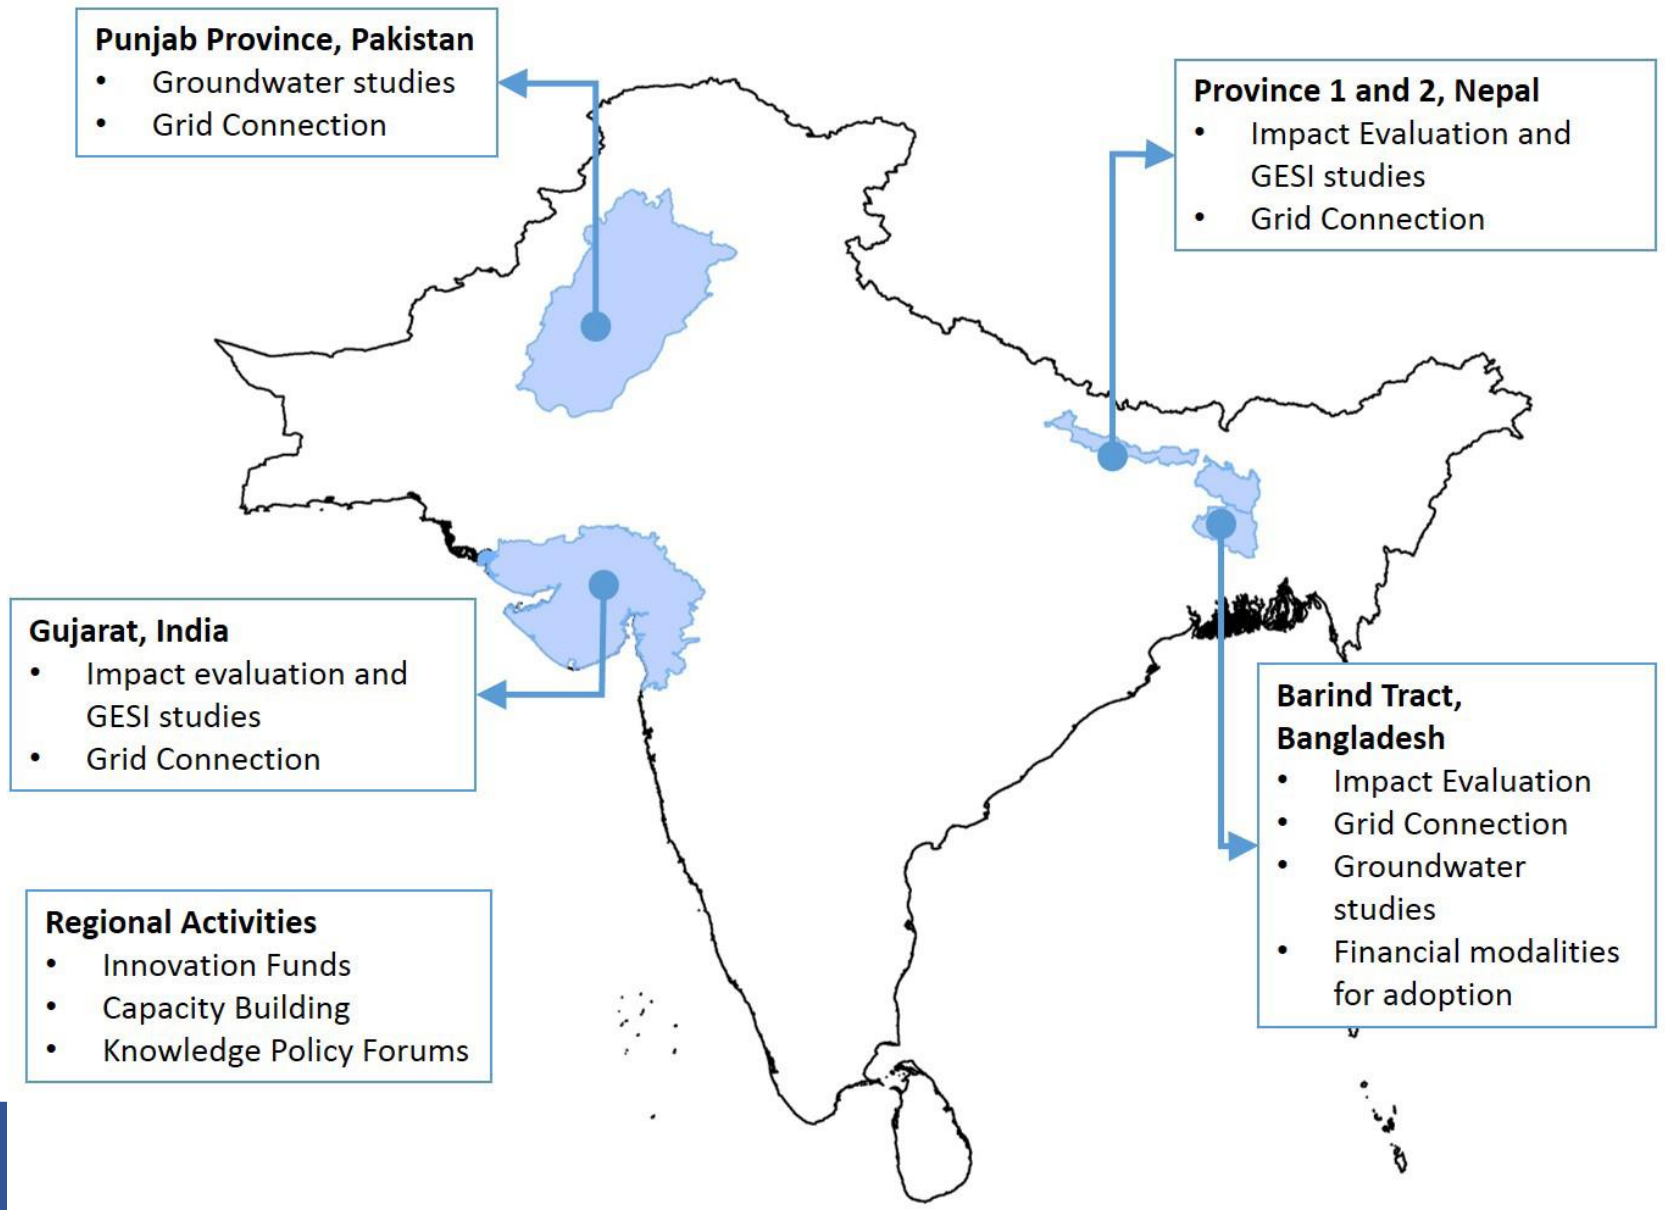 Punjab Province, Pakistan
• Groundwater studies
• Grid Connection
Province 1 and 2, Nepal
• Impact Evaluation and
GESI studies
• Grid Connection
Gujarat, India
• Impact evaluation and
GESI studies
• Grid Connection
Barind Tract,
Bangladesh
• Impact Evaluation
• Grid Connection
• Groundwater
studies
• Financial modalities
for adoption
Regional Activities
• Innovation Funds
• Capacity Building
• Knowledge Policy Forums